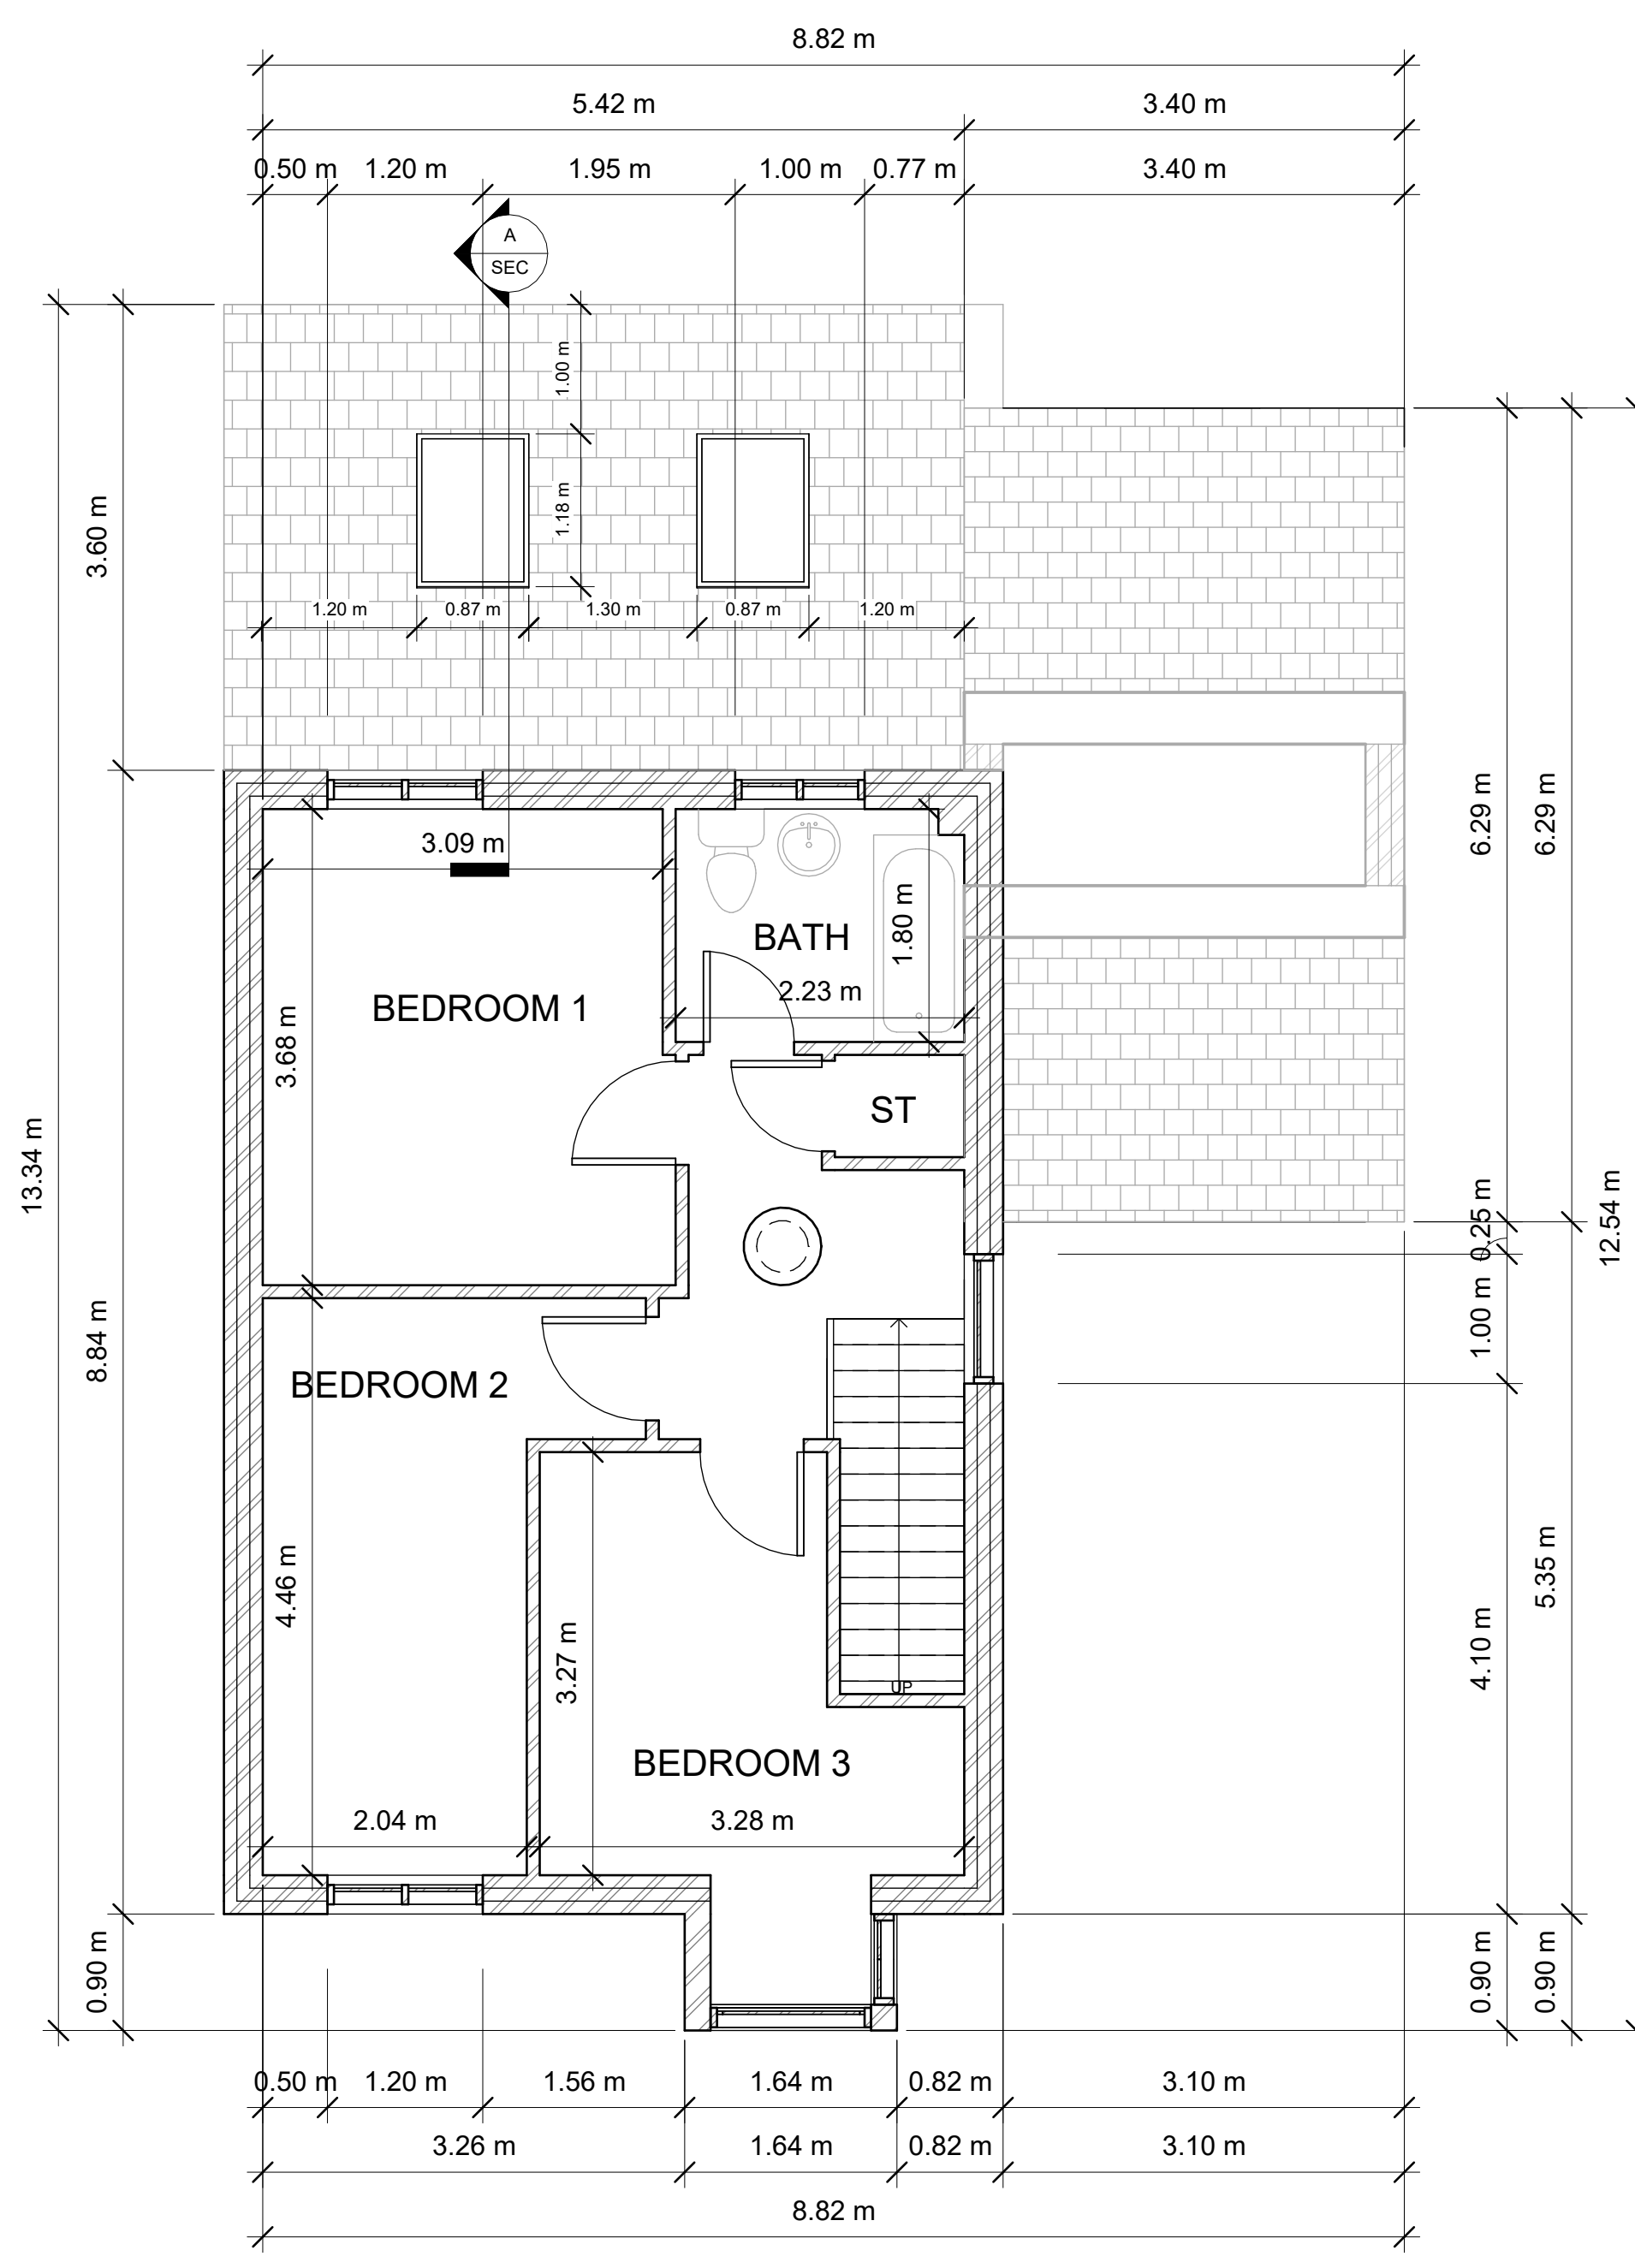 8.82 m
5.42 m
3.40 m
0.50 m
1.20 m
1.95 m
1.00 m
0.77 m
3.40 m
A
SEC
1.00 m
1.18 m
3.60 m
1.20 m
0.87 m
1.30 m
0.87 m
1.20 m
6.29 m
6.29 m
3.09 m
BATH
1.80 m
2.23 m
BEDROOM 1
3.68 m
ST
13.34 m
0.25 m
12.54 m
1.00 m
8.84 m
BEDROOM 2
4.46 m
3.27 m
5.35 m
4.10 m
UP
BEDROOM 3
2.04 m
3.28 m
0.90 m
0.90 m
0.90 m
0.50 m
1.20 m
1.56 m
1.64 m
0.82 m
3.10 m
3.26 m
1.64 m
0.82 m
3.10 m
8.82 m